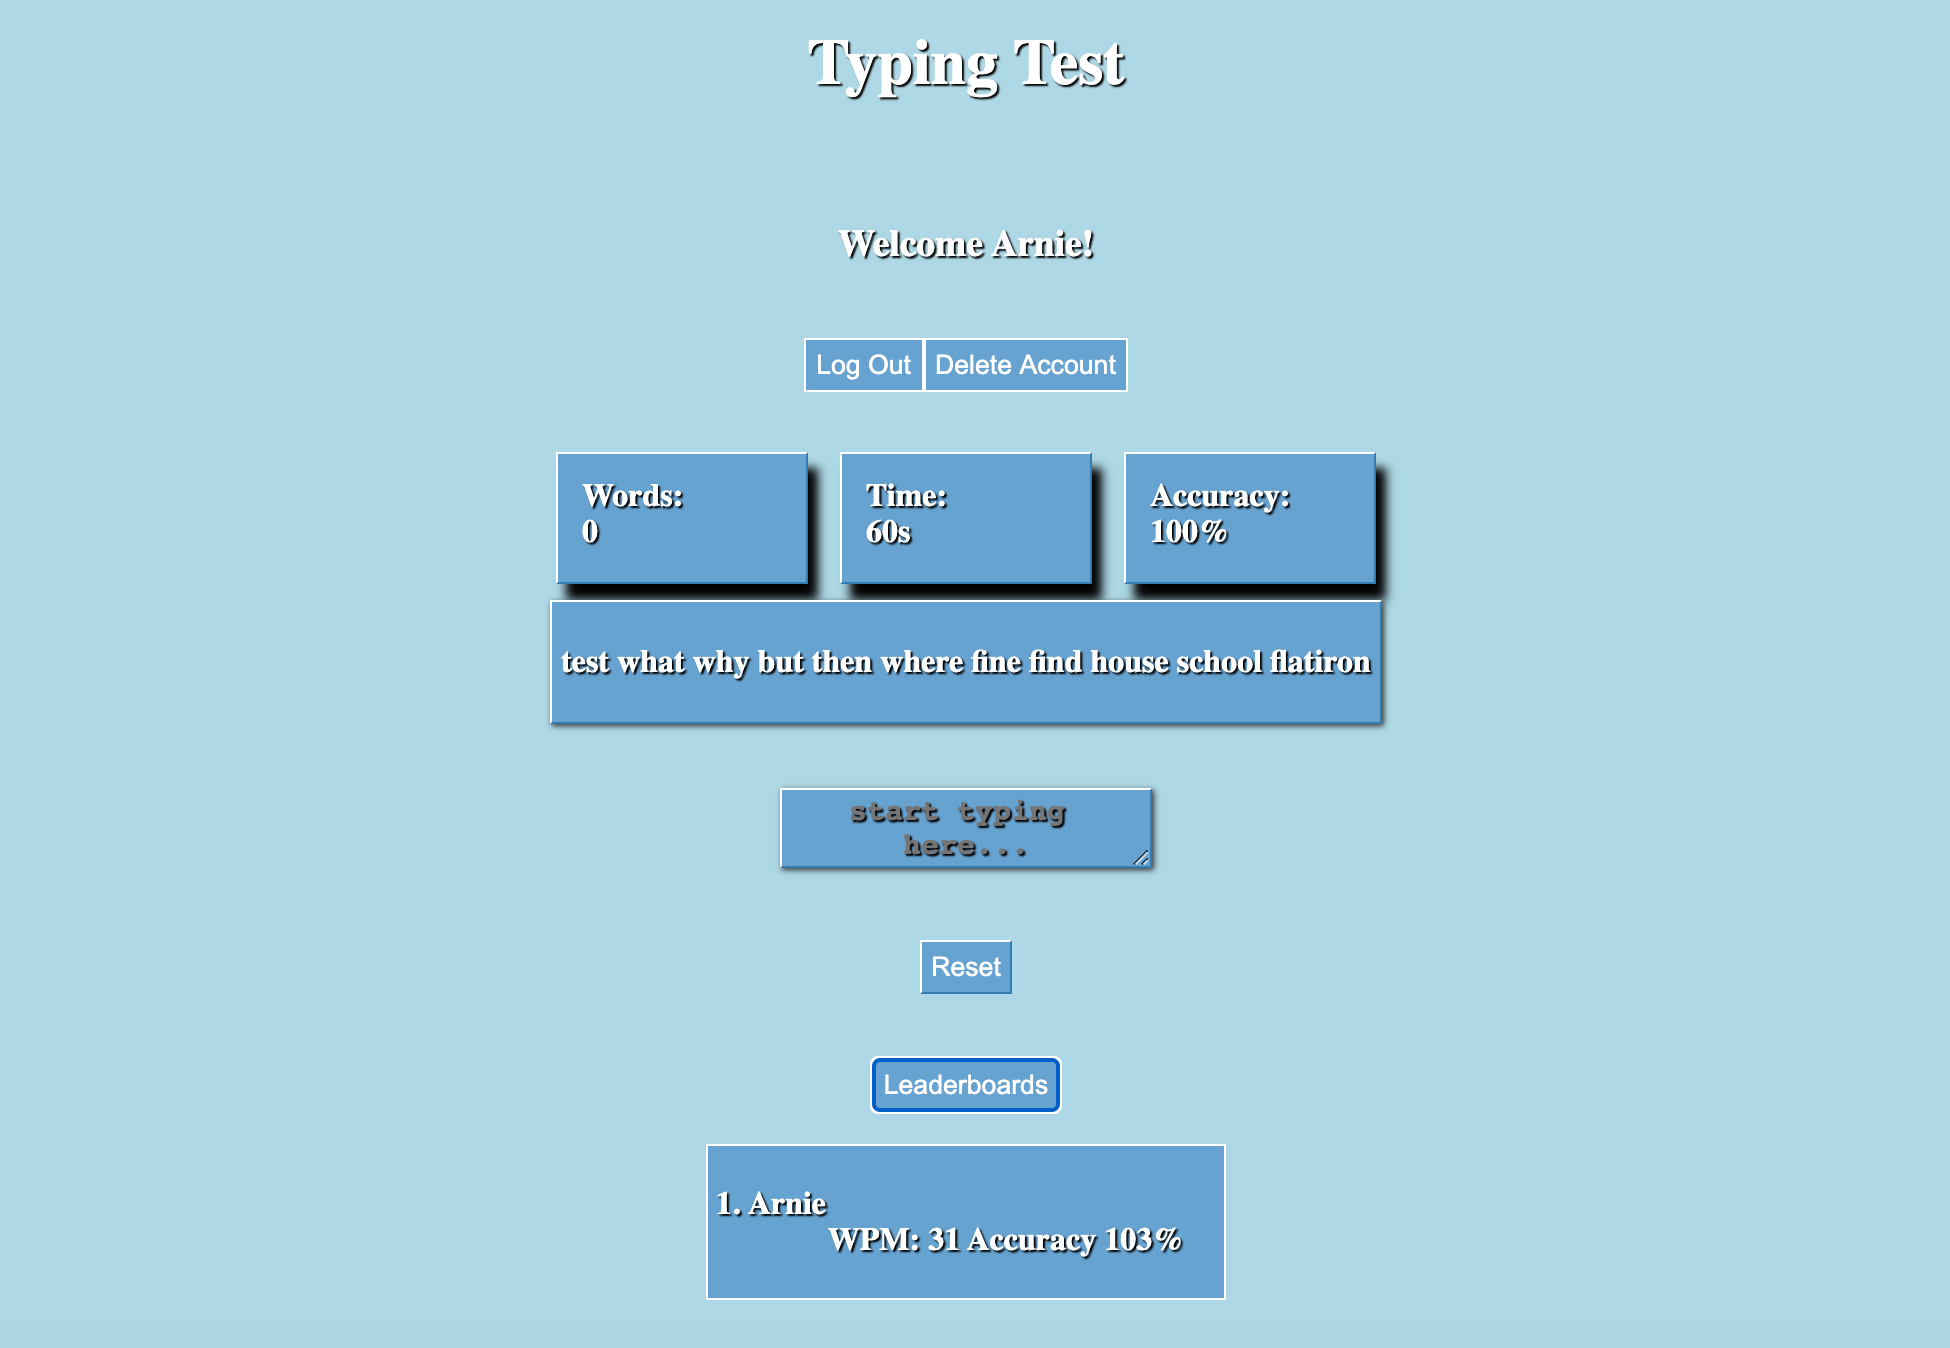 Typing Test
Welcome Arnie!
Log Out Delete Account
Words:
0
Time:
60s
Accuracy:
100%
test what why but then where fine find house school flatiron
start typing
here...
Reset
Leaderboards
1. Arnie
WPM: 31 Accuracy 103%